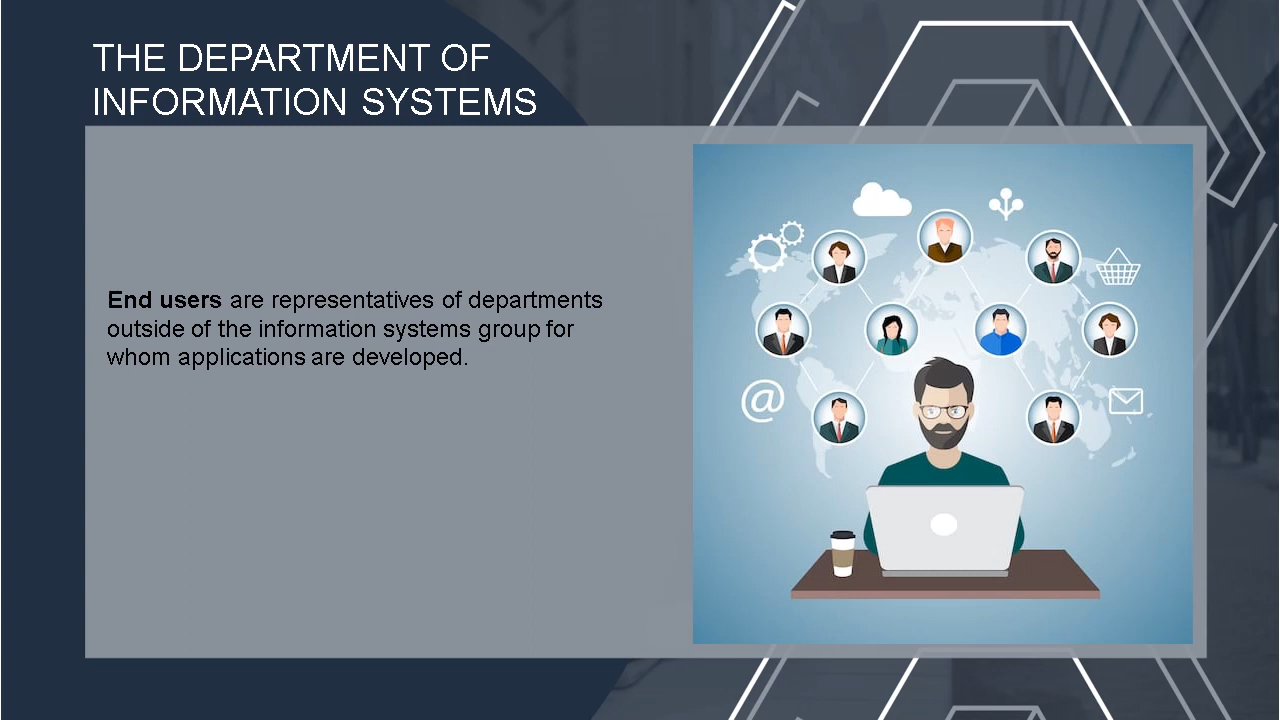 THE DEPARTMENT OF
INFORMATION SYSTEMS
End users are representatives of departments
outside of the information systems group for
whom applications are developed.
@